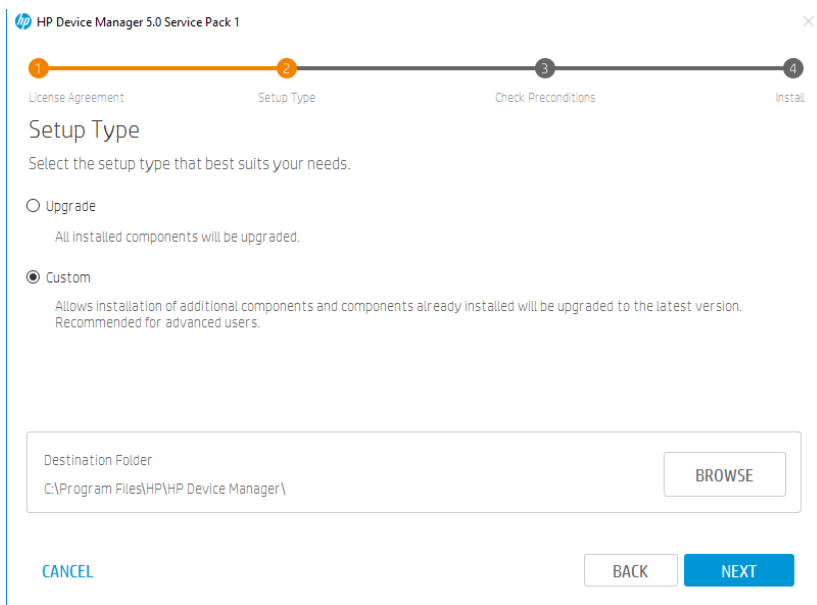 hp HP Device Manager 5.0 Service Pack 1
1 2 3 4
License Agreement Setup Type Check Preconditions Install
Setup Type
Select the setup type that best suits your needs.
Upgrade
All installed components will be upgraded.
Custom
Allows installation of additional components and components already installed will be upgraded to the latest version.
Recommended for advanced users.
Destination Folder
C:\Program Files\HP\HP Device Manager\
BROWSE
CANCEL BACK NEXT